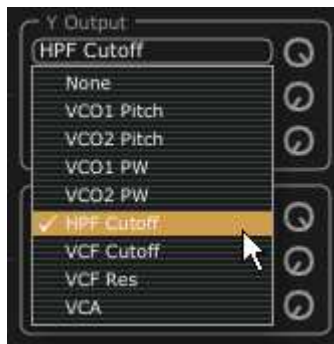 Y Output
HPF Cutoff
None
VCO1 Pitch
VCO2 Pitch
VCO1 PW
VCO2 PW
HPF Cutoff
VCF Cutoff
VCF Res
VCA